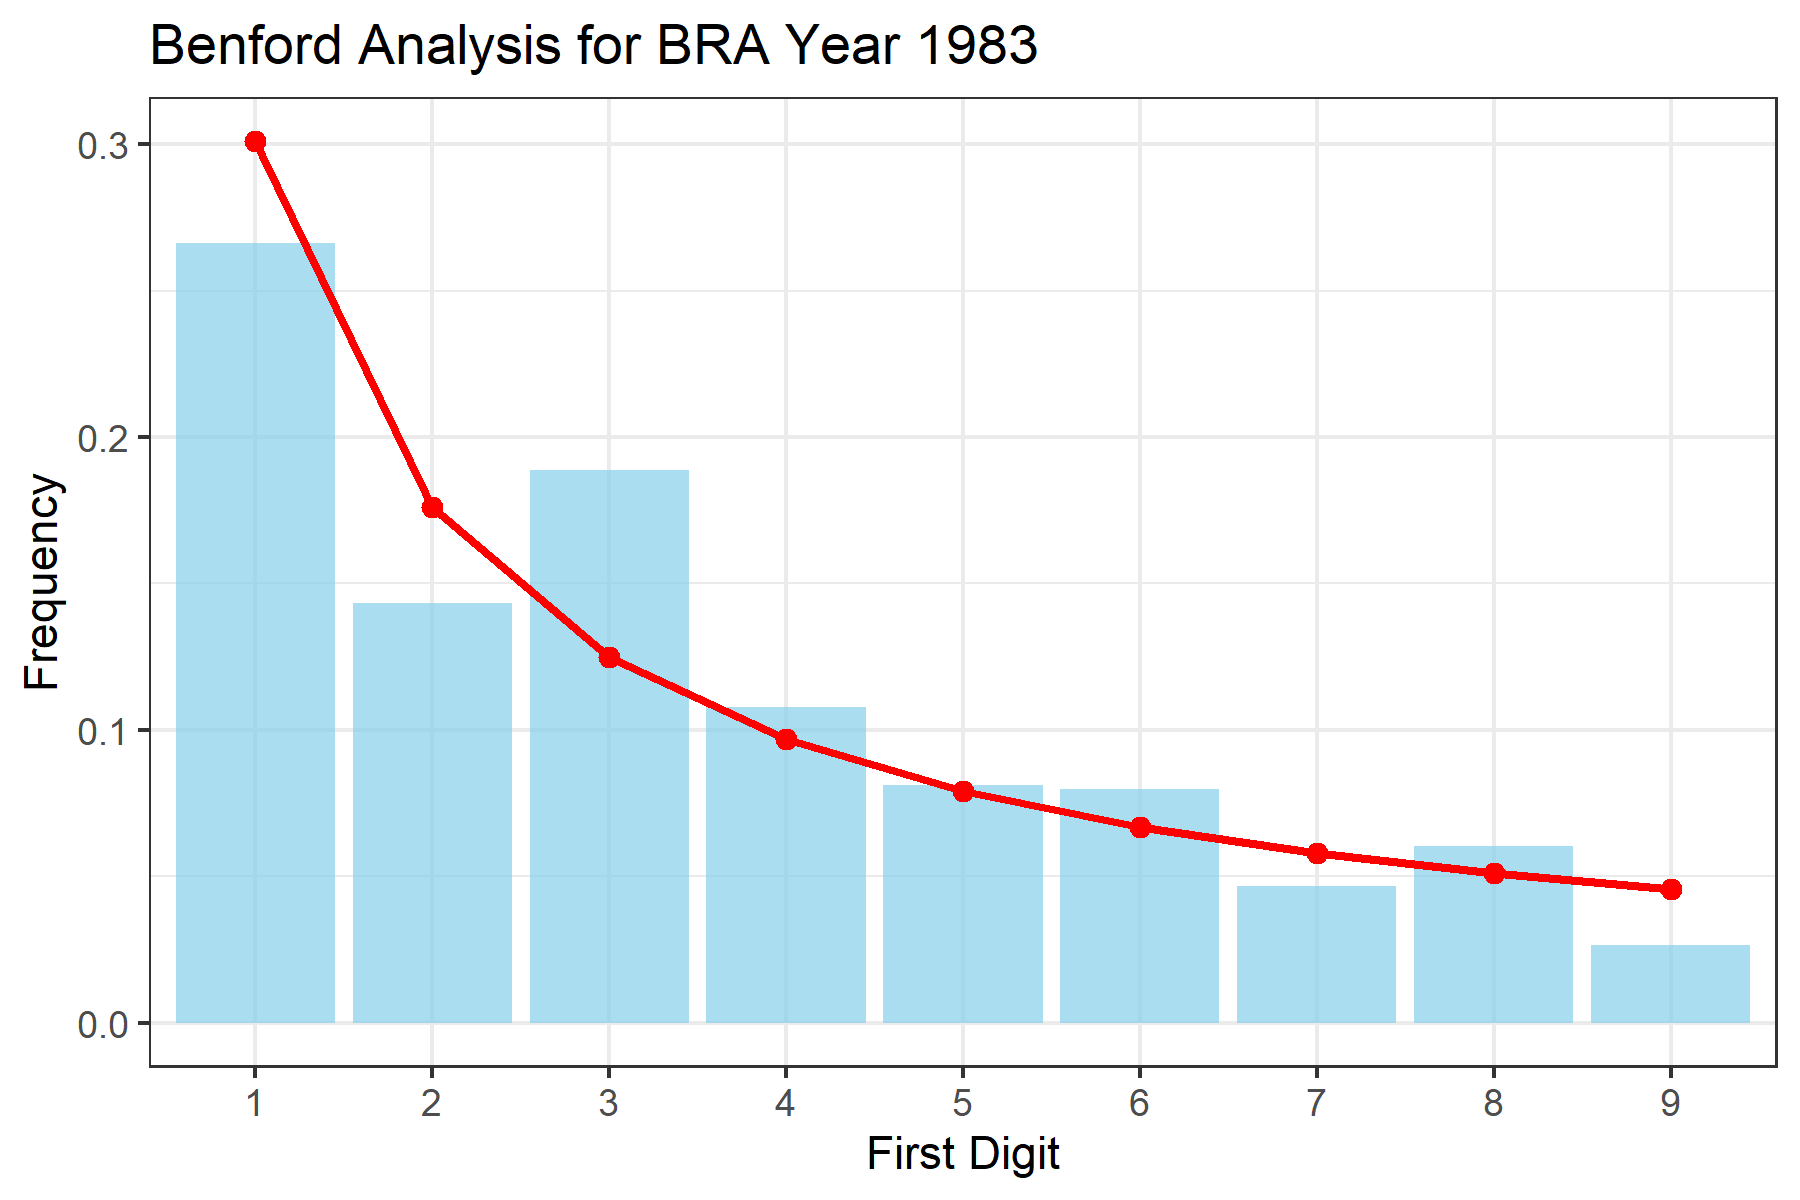 Benford Analysis for BRA Year 1983
0.3
0.2
0.1
0.0
Frequency
1 2 3 4 5 6 7 8 9
First Digit